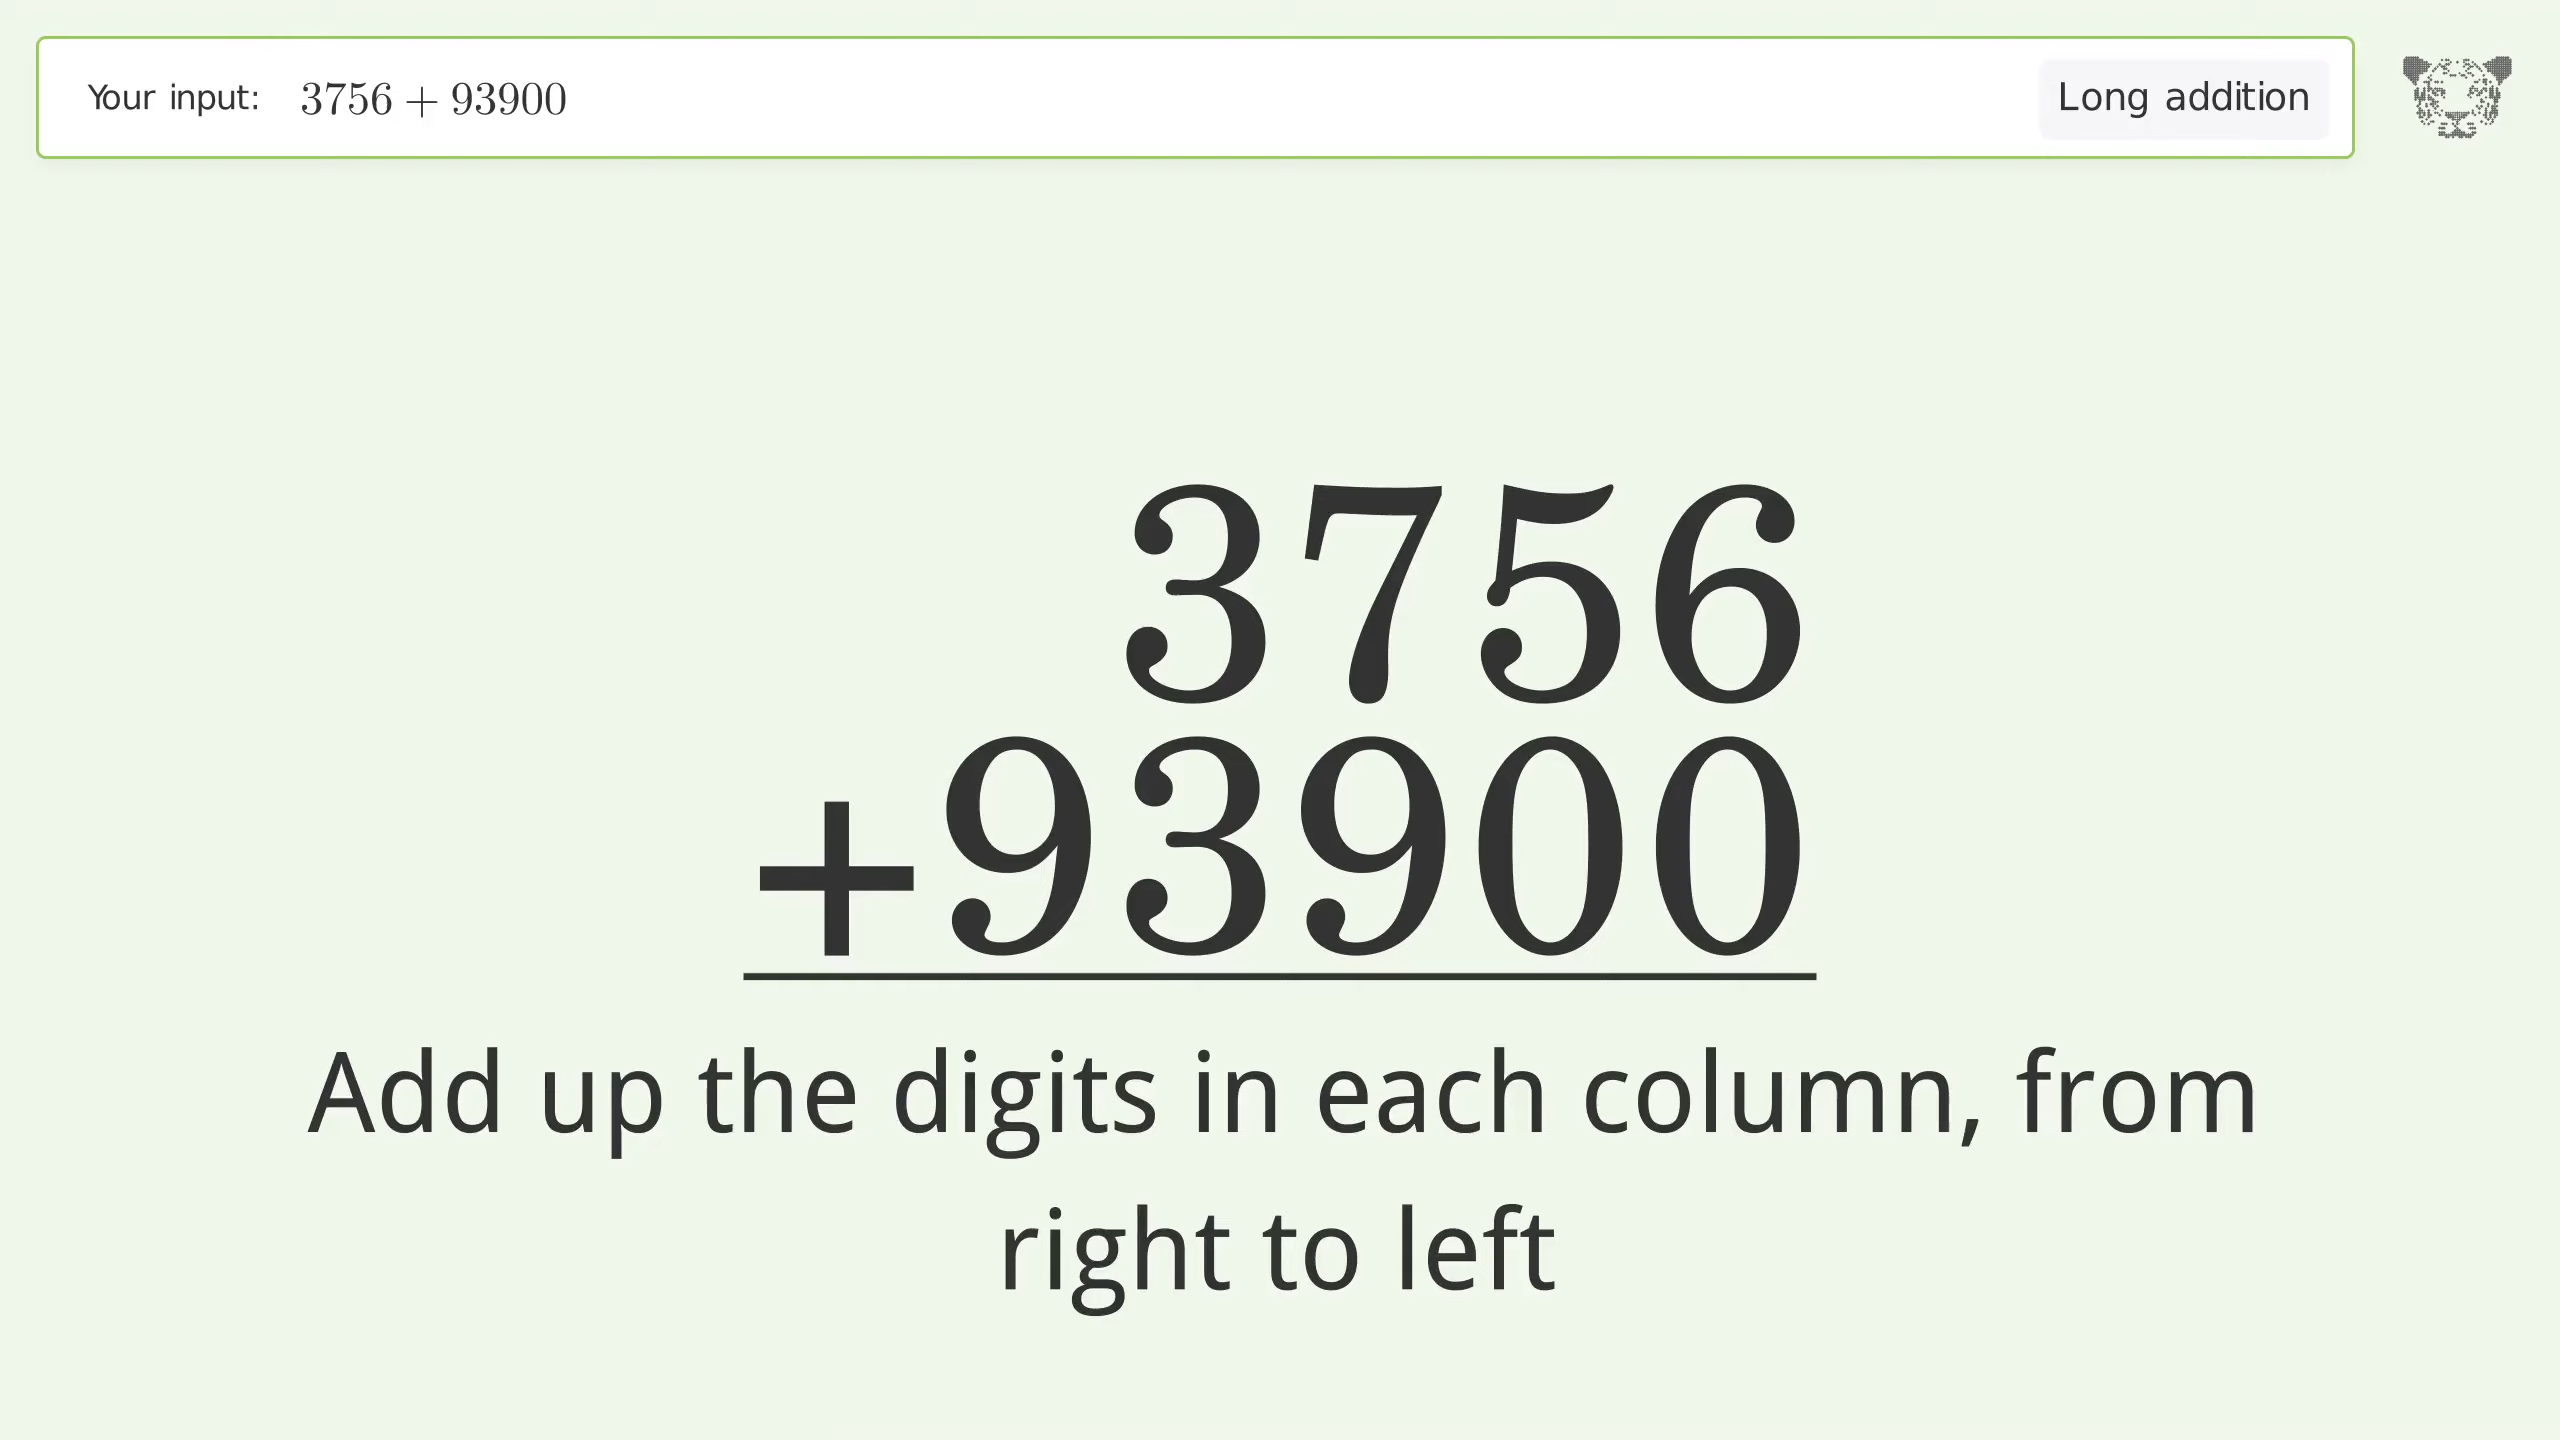 Your input: 3756 + 93900 Long addition
3756
+93900
Add up the digits in each column, from
right to left